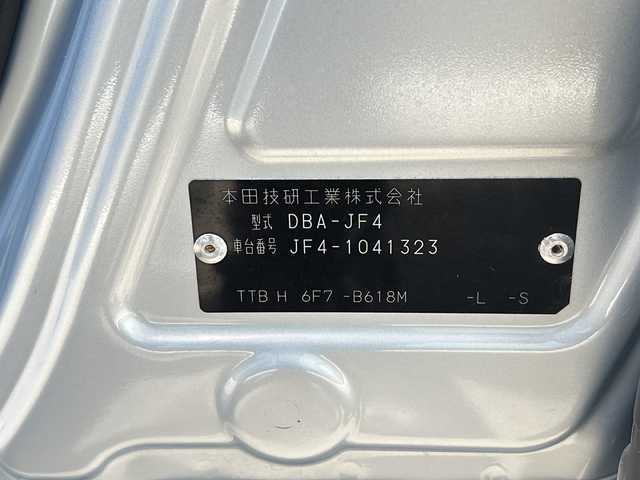 本田技研工業株式会社
型式 DBA-JF4
車台番号 JF4-1041323
TTB H 6F7 -B618M -L -S